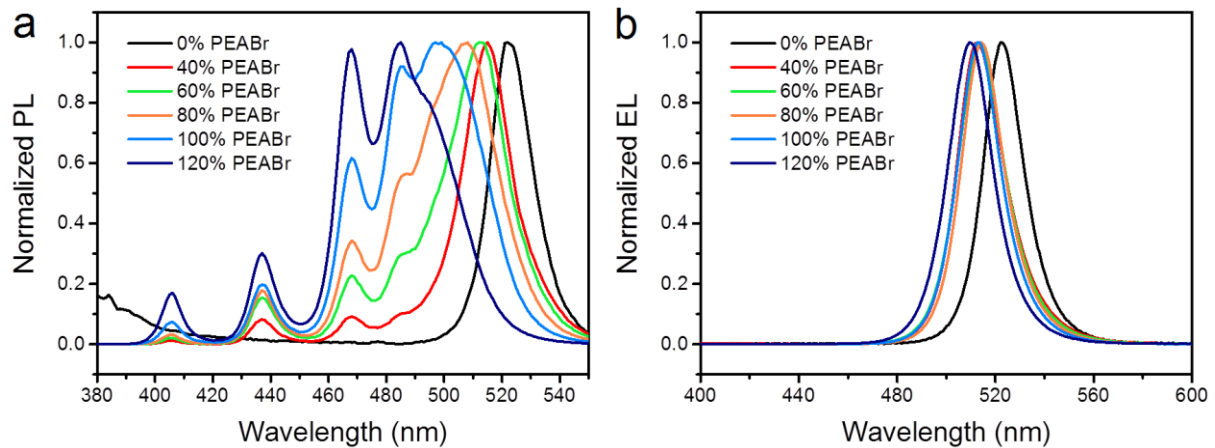 a
1.0
0.8
0.6
0.4
0.2
0.0
Normalized PL
0% PEABr
40% PEABr
60% PEABr
80% PEABr
100% PEABr
120% PEABr
380 400 420 440 460 480 500 520 540
Wavelength (nm)
b
1.0
0.8
0.6
0.4
0.2
0.0
Normalized EL
0% PEABr
40% PEABr
60% PEABr
80% PEABr
100% PEABr
120% PEABr
400 440 480 520 560 600
Wavelength (nm)